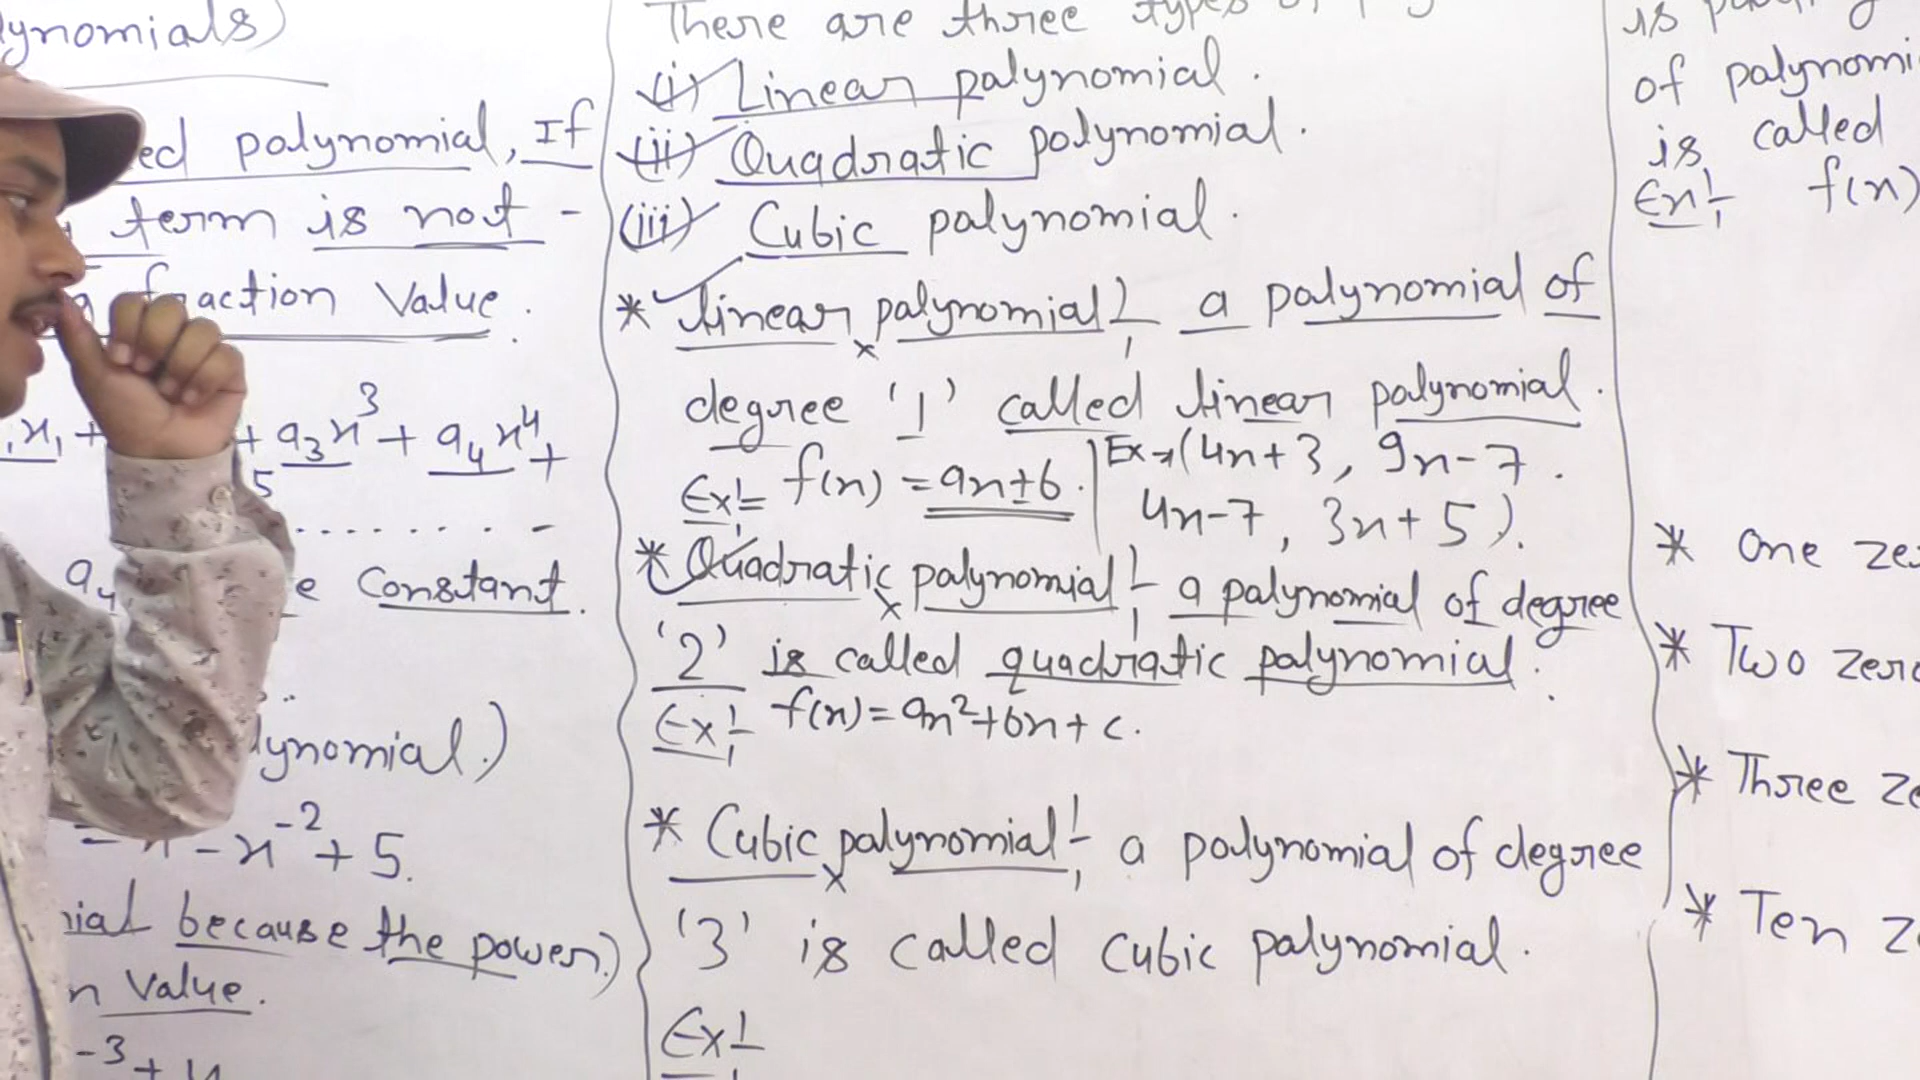 ynomials)
ed polynomial, If
term is not -
fraction Value.
+ a₃x³ + a₄x⁴ +
5
........ -
a₄ e Constant.
lynomial.)
- x⁻² + 5.
ial because the power.)
n Value.
⁻³ +
There are three types of
(i) Linear polynomial.
(ii) Quadratic polynomial.
(iii) Cubic polynomial.
* linear polynomial:- a polynomial of
degree '1' called linear polynomial.
Ex:- f(x) = ax+b. | Ex→(4x+3, 9x-7.
4x-7, 3x+5).
* Quadratic polynomial:- a polynomial of degree
'2' is called quadratic polynomial.
Ex:- f(x)=ax²+bx+c.
* Cubic polynomial:- a polynomial of degree
'3' is called cubic polynomial.
Ex:-
is
of polynomi
is called
Ex:- f(x)
* One ze
* Two zero
* Three ze
* Ten z